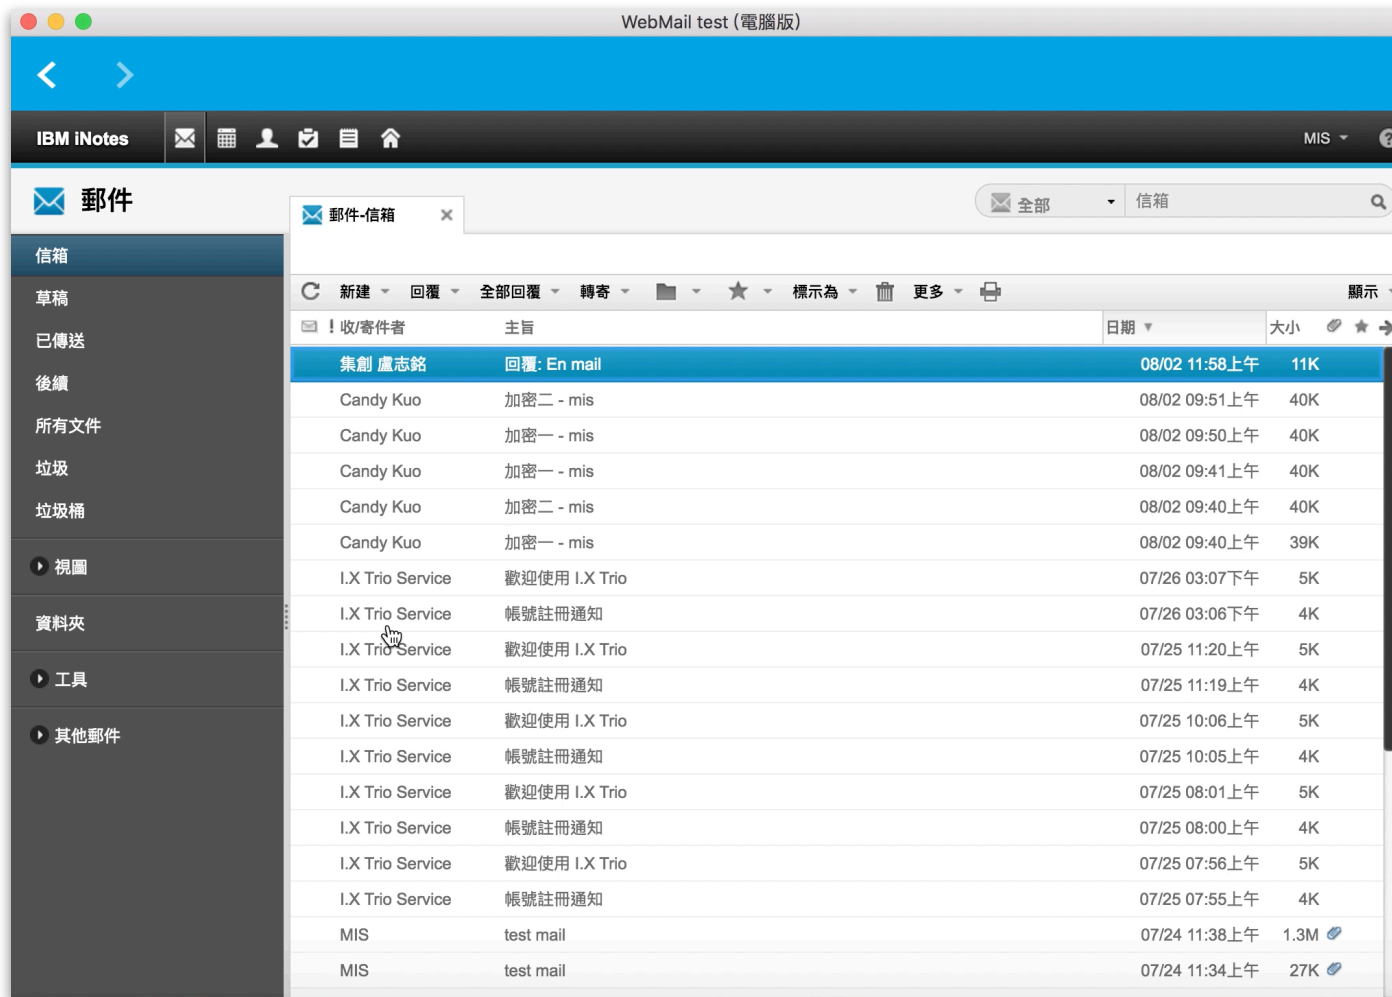 WebMail test (電腦版)
IBM iNotes
MIS
郵件
郵件-信箱
全部
信箱
信箱
草稿
已傳送
後續
所有文件
垃圾
垃圾桶
視圖
資料夾
工具
其他郵件
新建 回覆 全部回覆 轉寄 標示為 更多 顯示
! 收/寄件者 主旨 日期 大小
集創 盧志銘 回覆: En mail 08/02 11:58上午 11K
Candy Kuo 加密二 - mis 08/02 09:51上午 40K
Candy Kuo 加密一 - mis 08/02 09:50上午 40K
Candy Kuo 加密一 - mis 08/02 09:41上午 40K
Candy Kuo 加密二 - mis 08/02 09:40上午 40K
Candy Kuo 加密一 - mis 08/02 09:40上午 39K
I.X Trio Service 歡迎使用 I.X Trio 07/26 03:07下午 5K
I.X Trio Service 帳號註冊通知 07/26 03:06下午 4K
I.X Trio Service 歡迎使用 I.X Trio 07/25 11:20上午 5K
I.X Trio Service 帳號註冊通知 07/25 11:19上午 4K
I.X Trio Service 歡迎使用 I.X Trio 07/25 10:06上午 5K
I.X Trio Service 帳號註冊通知 07/25 10:05上午 4K
I.X Trio Service 歡迎使用 I.X Trio 07/25 08:01上午 5K
I.X Trio Service 帳號註冊通知 07/25 08:00上午 4K
I.X Trio Service 歡迎使用 I.X Trio 07/25 07:56上午 5K
I.X Trio Service 帳號註冊通知 07/25 07:55上午 4K
MIS test mail 07/24 11:38上午 1.3M
MIS test mail 07/24 11:34上午 27K